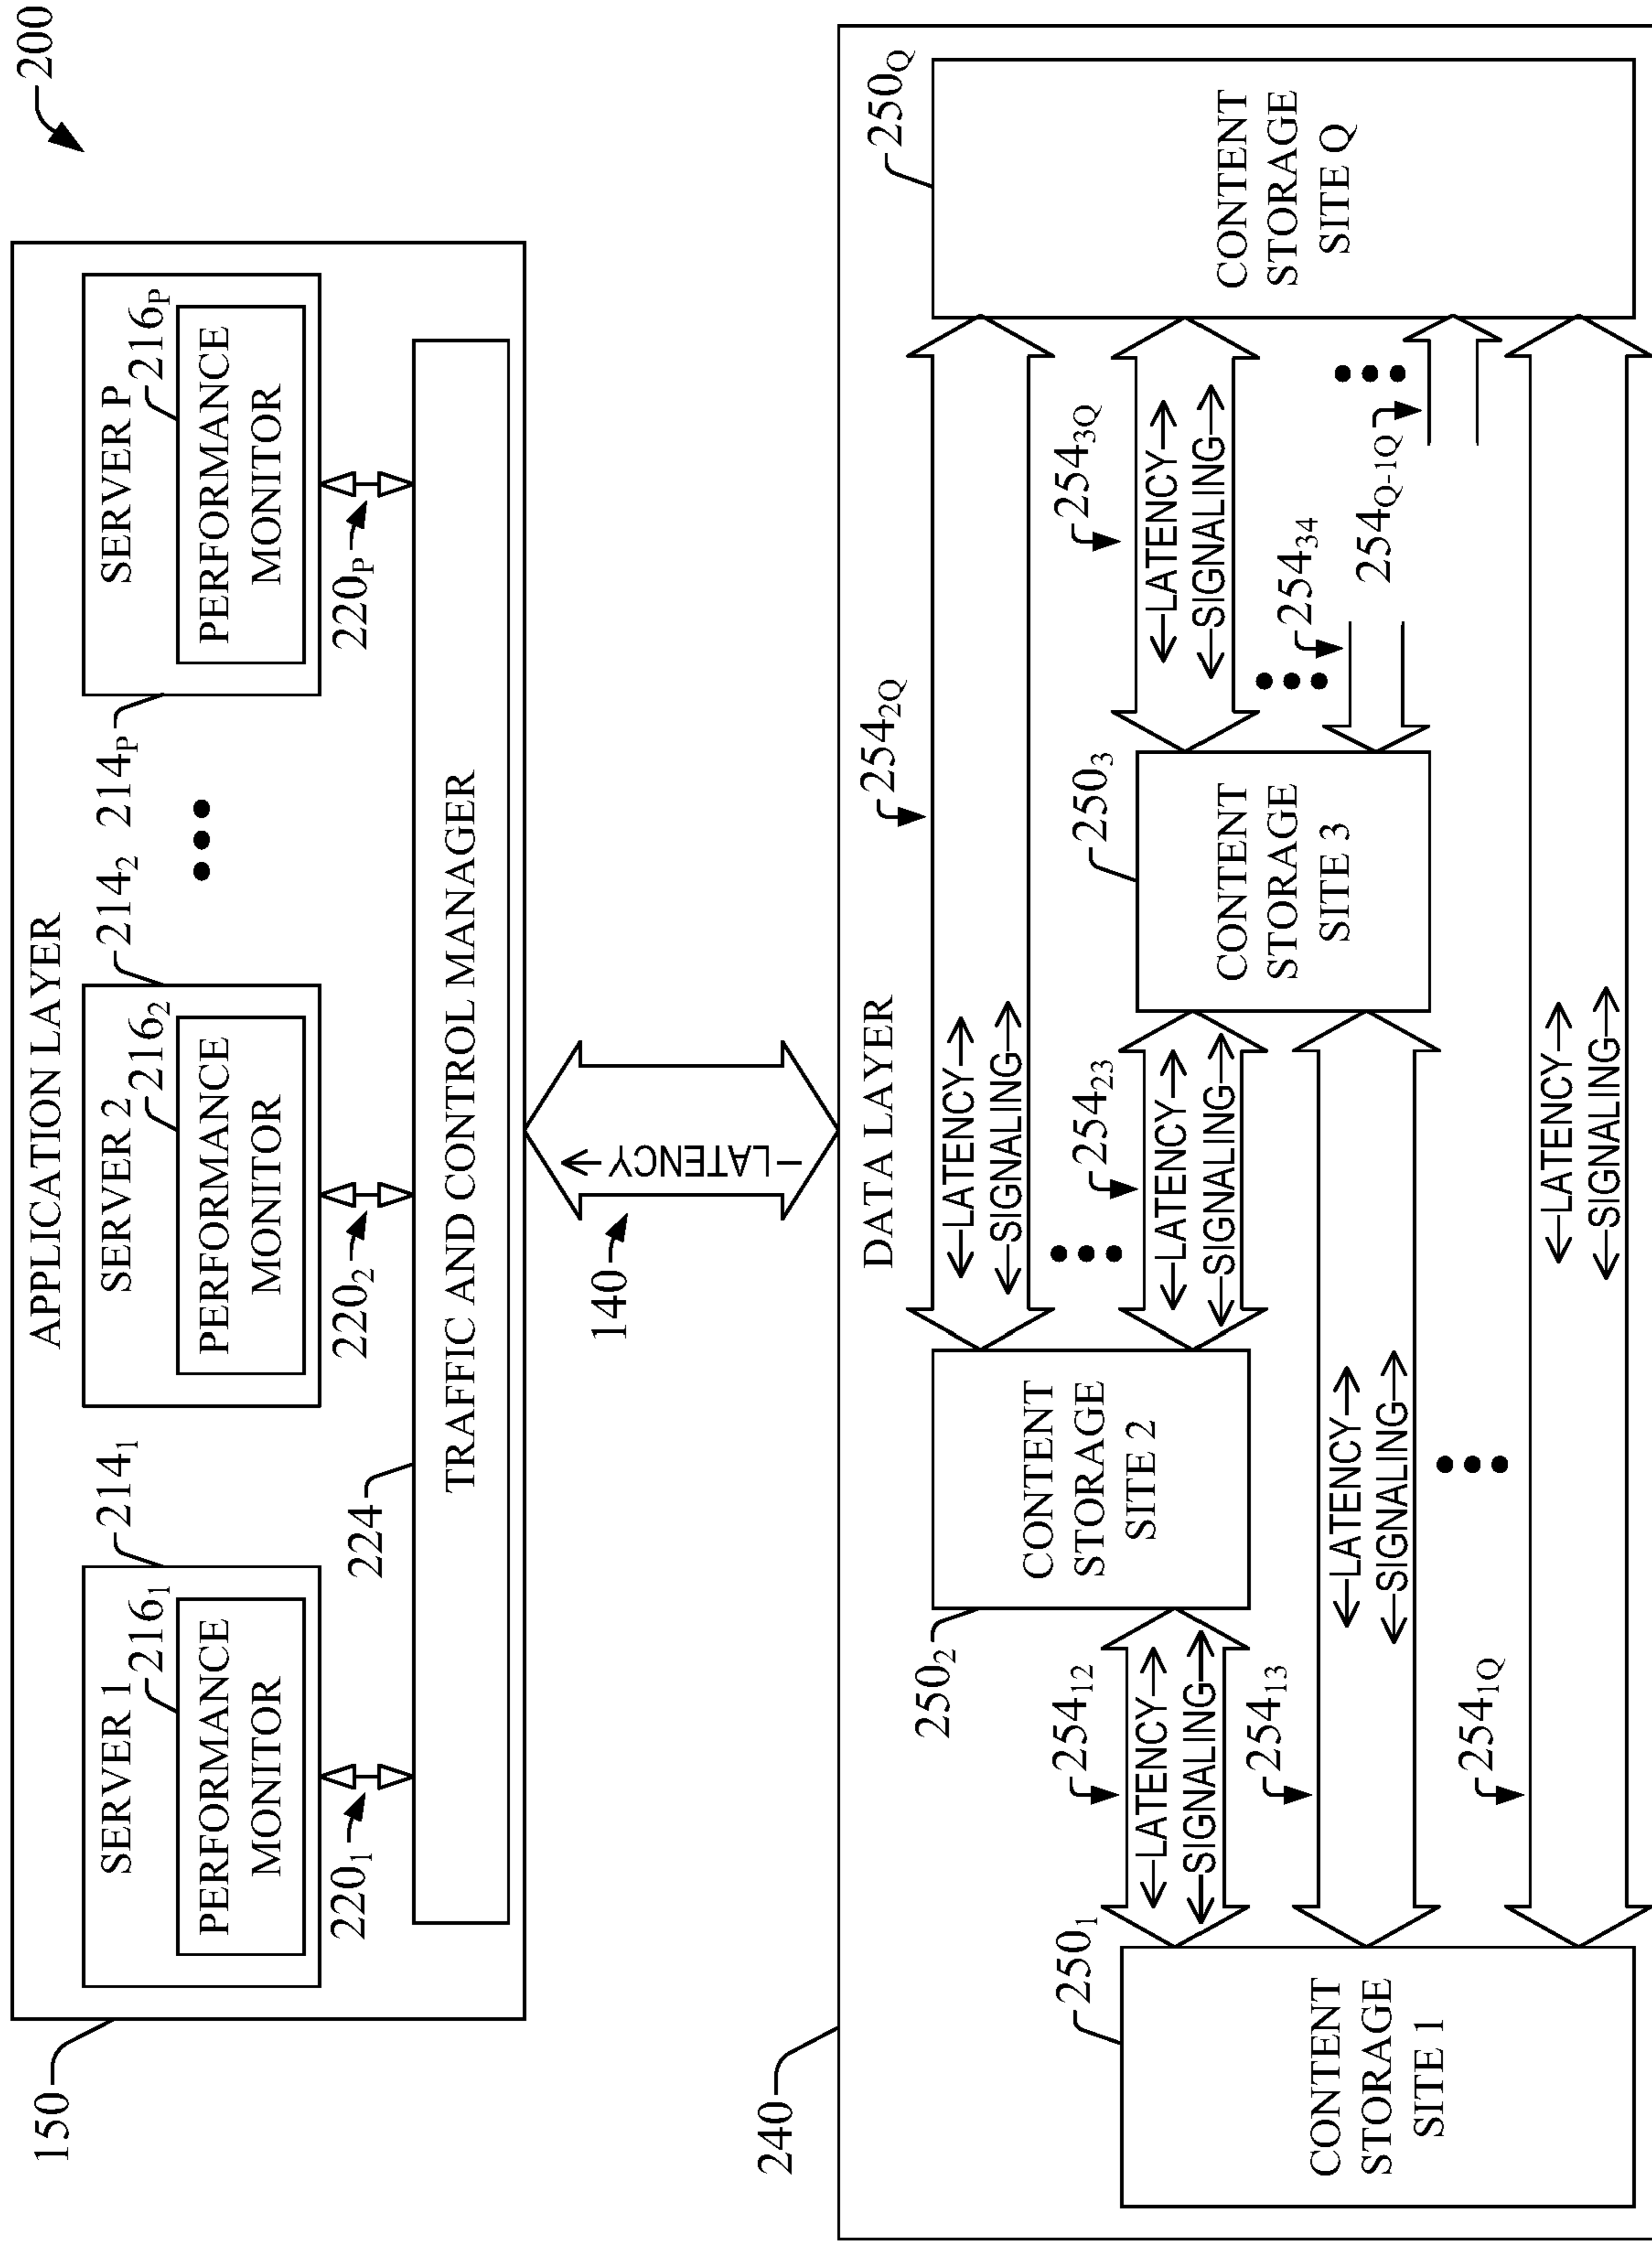 200
150
APPLICATION LAYER
SERVER 1
216₁
PERFORMANCE
MONITOR
214₁
SERVER 2
216₂
PERFORMANCE
MONITOR
214₂
214P
SERVER P
216P
PERFORMANCE
MONITOR
220₁
224
220₂
220P
TRAFFIC AND CONTROL MANAGER
140
LATENCY
240
DATA LAYER
254₂Q
250Q
LATENCY
SIGNALING
250₂
CONTENT
STORAGE
SITE 2
250₁
254₁₂
LATENCY
SIGNALING
254₂₃
LATENCY
SIGNALING
250₃
CONTENT
STORAGE
SITE 3
254₃Q
LATENCY
SIGNALING
CONTENT
STORAGE
SITE Q
254₃₄
254Q-1Q
254₁₃
LATENCY
SIGNALING
CONTENT
STORAGE
SITE 1
254₁Q
LATENCY
SIGNALING